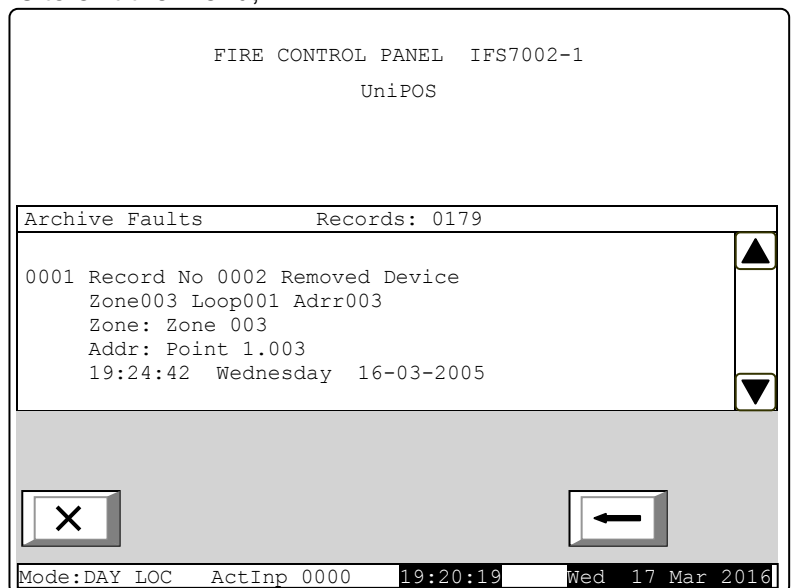 FIRE CONTROL PANEL IFS7002-1
UniPOS
Archive Faults Records: 0179
0001 Record No 0002 Removed Device
Zone003 Loop001 Adrr003
Zone: Zone 003
Addr: Point 1.003
19:24:42 Wednesday 16-03-2005
Mode:DAY LOC ActInp 0000 19:20:19 Wed 17 Mar 2016